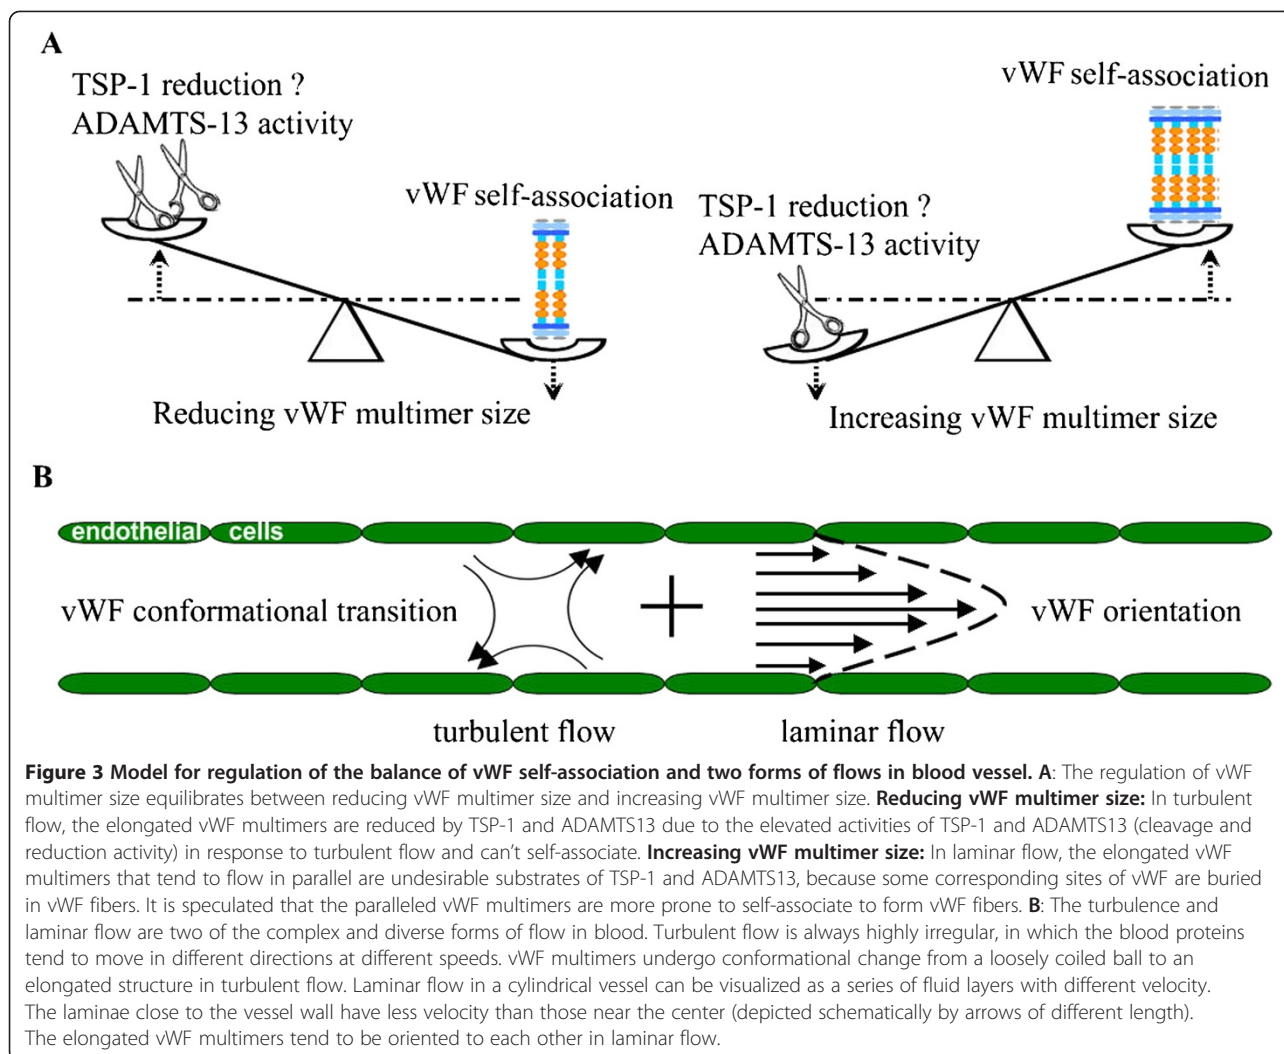 A
TSP-1 reduction ?
ADAMTS-13 activity
vWF self-association
Reducing vWF multimer size
vWF self-association
TSP-1 reduction ?
ADAMTS-13 activity
Increasing vWF multimer size
B
endothelial cells
vWF conformational transition
vWF orientation
turbulent flow
laminar flow
Figure 3 Model for regulation of the balance of vWF self-association and two forms of flows in blood vessel. A: The regulation of vWF
multimer size equilibrates between reducing vWF multimer size and increasing vWF multimer size. Reducing vWF multimer size: In turbulent
flow, the elongated vWF multimers are reduced by TSP-1 and ADAMTS13 due to the elevated activities of TSP-1 and ADAMTS13 (cleavage and
reduction activity) in response to turbulent flow and can't self-associate. Increasing vWF multimer size: In laminar flow, the elongated vWF
multimers that tend to flow in parallel are undesirable substrates of TSP-1 and ADAMTS13, because some corresponding sites of vWF are buried
in vWF fibers. It is speculated that the paralleled vWF multimers are more prone to self-associate to form vWF fibers. B: The turbulence and
laminar flow are two of the complex and diverse forms of flow in blood. Turbulent flow is always highly irregular, in which the blood proteins
tend to move in different directions at different speeds. vWF multimers undergo conformational change from a loosely coiled ball to an
elongated structure in turbulent flow. Laminar flow in a cylindrical vessel can be visualized as a series of fluid layers with different velocity.
The laminae close to the vessel wall have less velocity than those near the center (depicted schematically by arrows of different length).
The elongated vWF multimers tend to be oriented to each other in laminar flow.